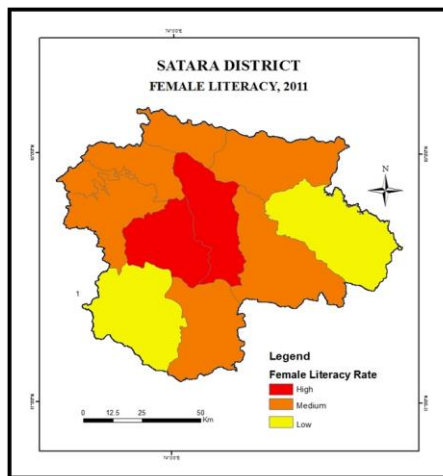 SATARA DISTRICT
FEMALE LITERACY, 2011
N
1
Legend
Female Literacy Rate
High
Medium
Low
0 12.5 25 50
Km